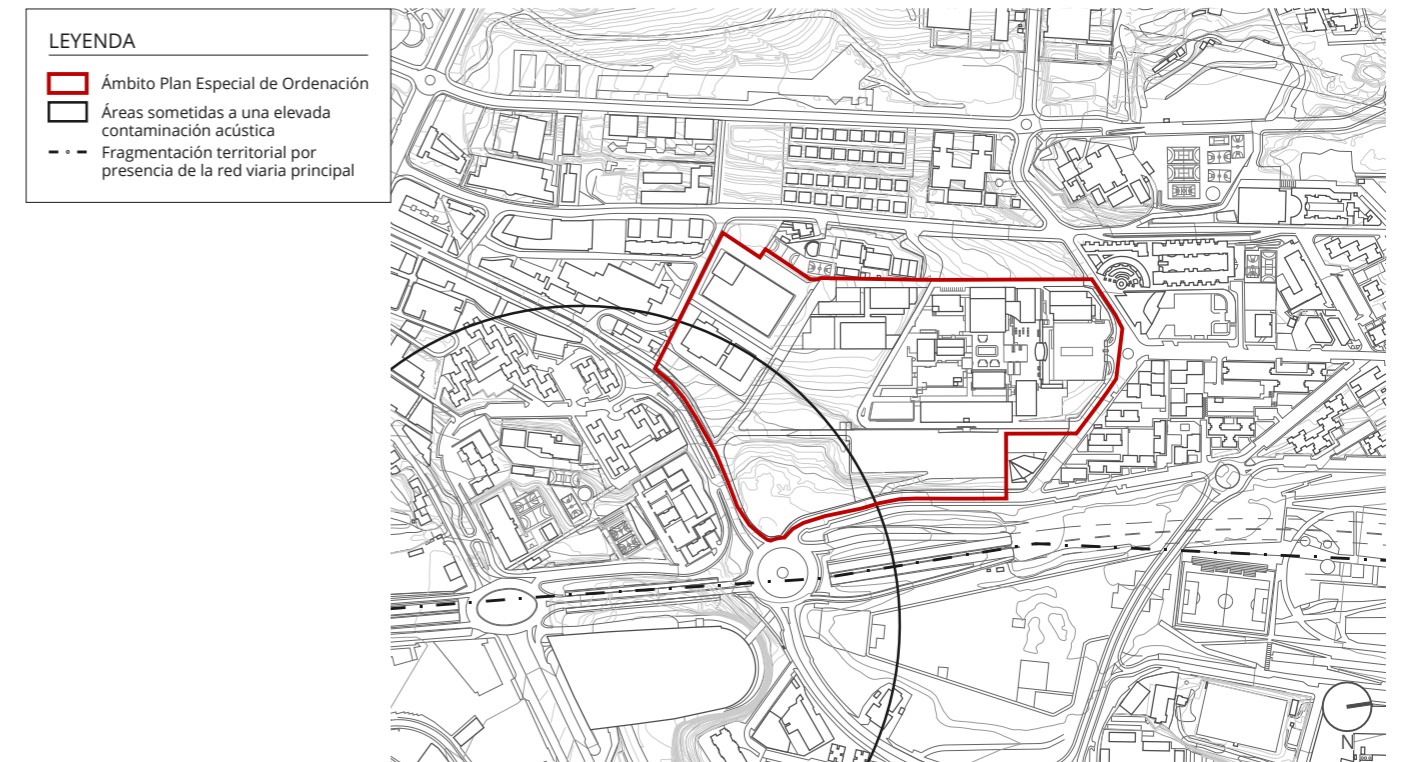 LEYENDA
Ámbito Plan Especial de Ordenación
Áreas sometidas a una elevada
contaminación acústica
Fragmentación territorial por
presencia de la red viaria principal
N